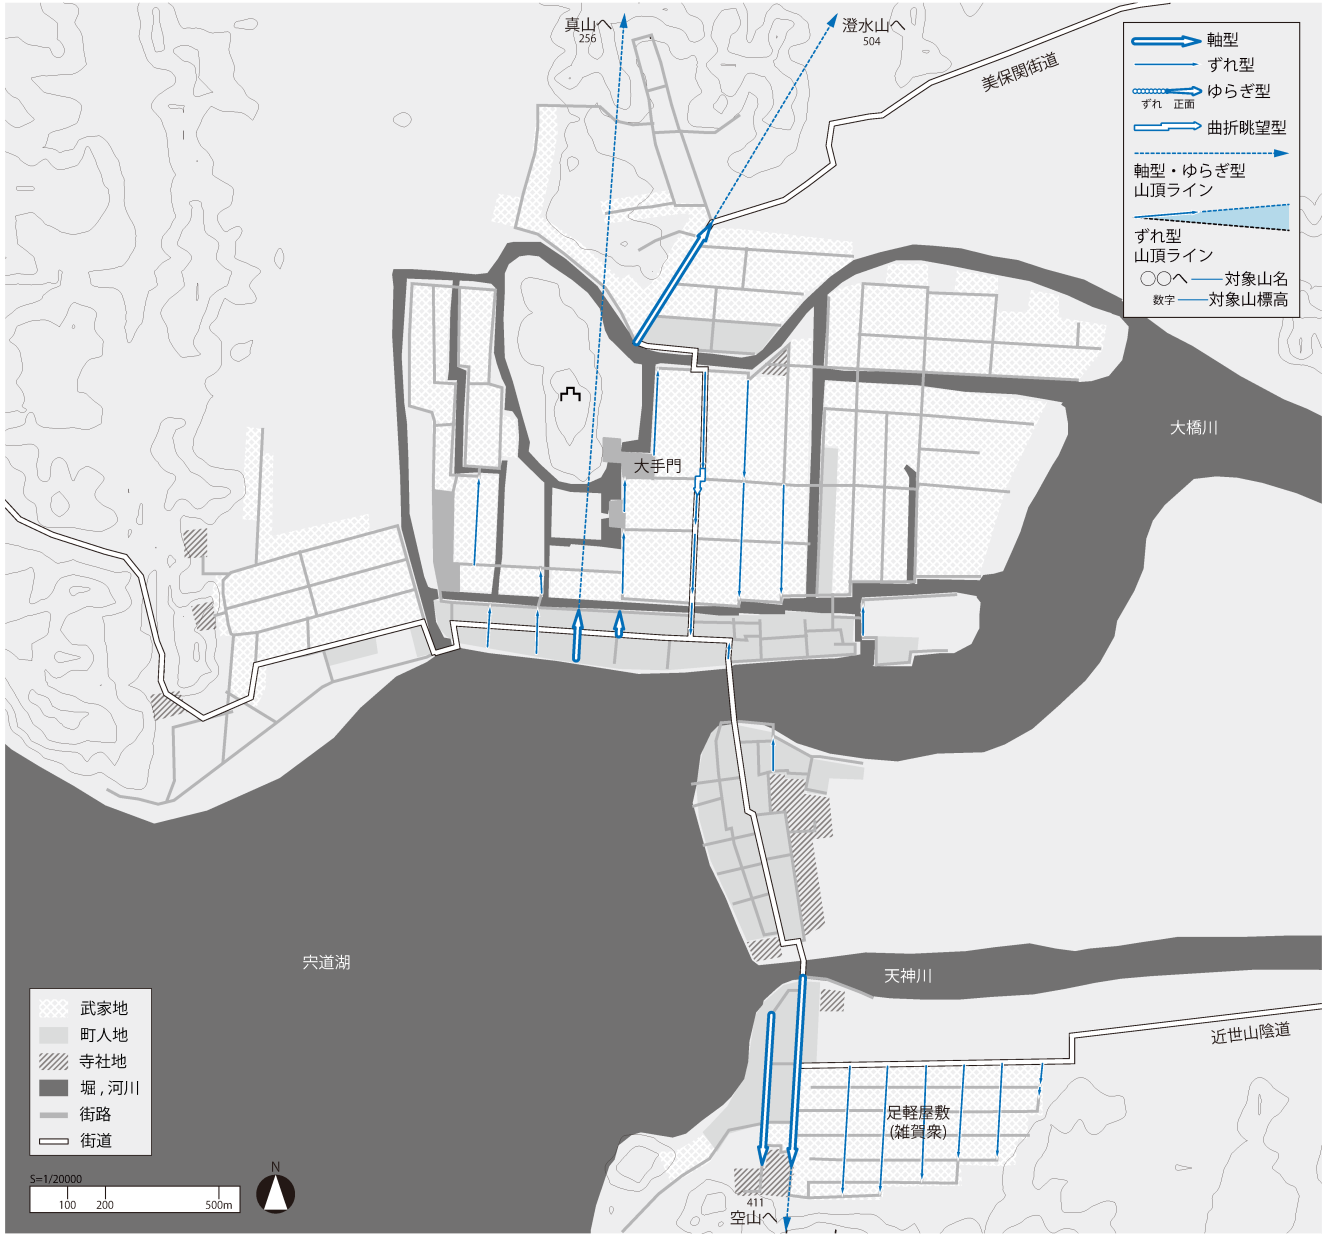 真山へ
256
澄水山へ
504
美保関街道
軸型
ずれ型
ゆらぎ型
ずれ 正面
曲折眺望型
軸型・ゆらぎ型
山頂ライン
ずれ型
山頂ライン
〇〇へ 対象山名
数字 対象山標高
大橋川
大手門
宍道湖
天神川
近世山陰道
足軽屋敷
(雑賀衆)
411
空山へ
武家地
町人地
寺社地
堀,河川
街路
街道
S=1/20000
100 200 500m
N